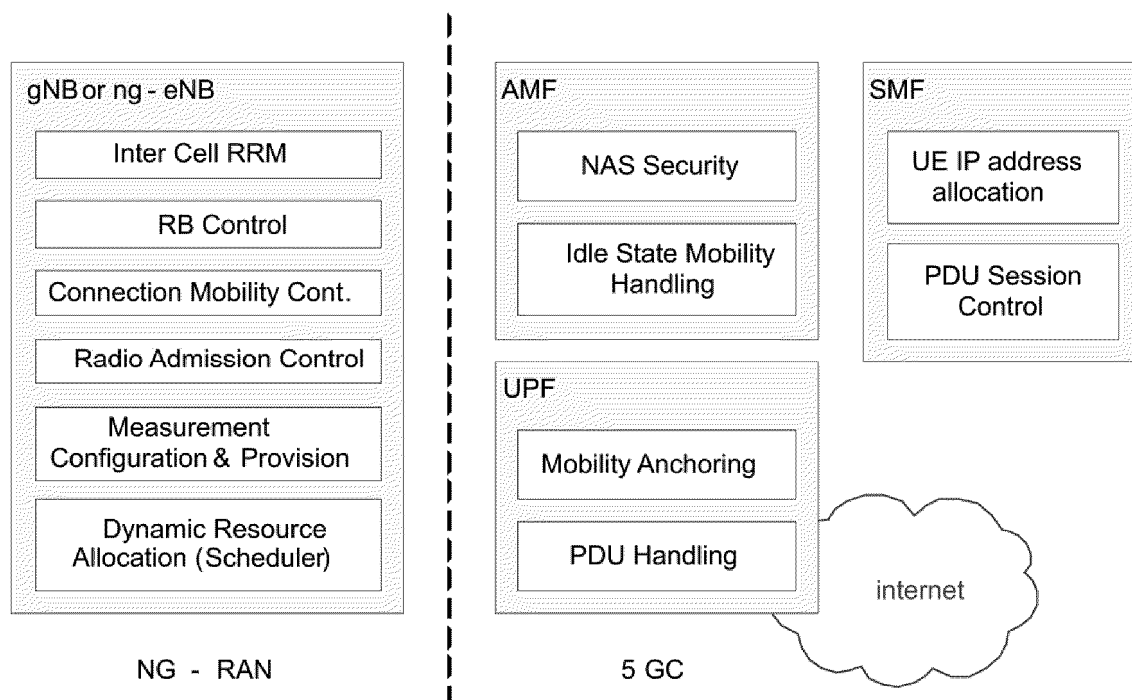 gNB or ng - eNB
Inter Cell RRM
RB Control
Connection Mobility Cont.
Radio Admission Control
Measurement
Configuration & Provision
Dynamic Resource
Allocation (Scheduler)
NG - RAN
AMF
NAS Security
Idle State Mobility
Handling
SMF
UE IP address
allocation
PDU Session
Control
UPF
Mobility Anchoring
PDU Handling
internet
5 GC